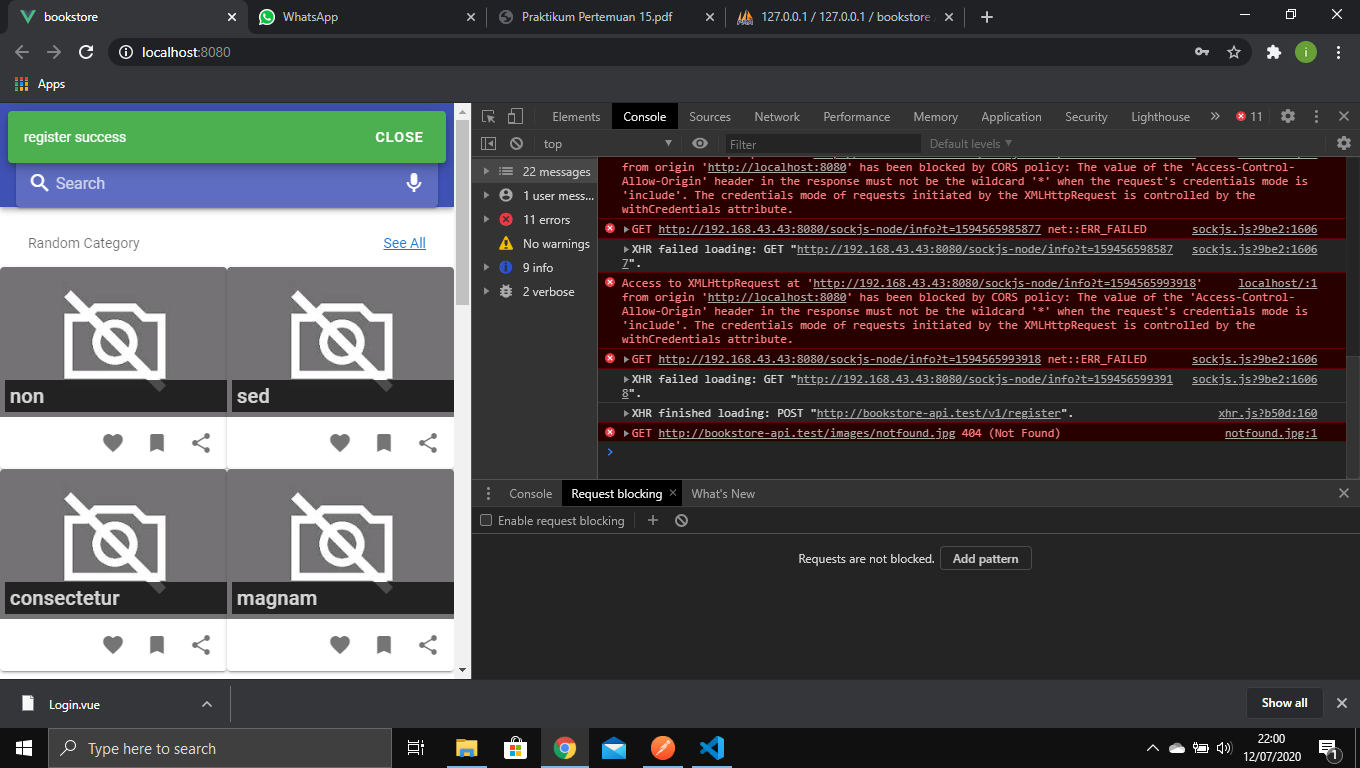 bookstore
WhatsApp
Praktikum Pertemuan 15.pdf
127.0.0.1 / 127.0.0.1 / bookstore
localhost:8080
i
Apps
register success
CLOSE
Search
Random Category
See All
non
sed
consectetur
magnam
Elements
Console
Sources
Network
Performance
Memory
Application
Security
Lighthouse
11
top
Filter
Default levels
22 messages
1 user mess...
11 errors
No warnings
9 info
2 verbose
from origin 'http://localhost:8080' has been blocked by CORS policy: The value of the 'Access-Control-
Allow-Origin' header in the response must not be the wildcard '*' when the request's credentials mode is
'include'. The credentials mode of requests initiated by the XMLHttpRequest is controlled by the
withCredentials attribute.
GET http://192.168.43.43:8080/sockjs-node/info?t=1594565985877 net::ERR_FAILED
sockjs.js?9be2:1606
XHR failed loading: GET "http://192.168.43.43:8080/sockjs-node/info?t=159456598587
7".
sockjs.js?9be2:1606
Access to XMLHttpRequest at 'http://192.168.43.43:8080/sockjs-node/info?t=1594565993918'
localhost/:1
from origin 'http://localhost:8080' has been blocked by CORS policy: The value of the 'Access-Control-
Allow-Origin' header in the response must not be the wildcard '*' when the request's credentials mode is
'include'. The credentials mode of requests initiated by the XMLHttpRequest is controlled by the
withCredentials attribute.
GET http://192.168.43.43:8080/sockjs-node/info?t=1594565993918 net::ERR_FAILED
sockjs.js?9be2:1606
XHR failed loading: GET "http://192.168.43.43:8080/sockjs-node/info?t=159456599391
8".
sockjs.js?9be2:1606
XHR finished loading: POST "http://bookstore-api.test/v1/register".
xhr.js?b50d:160
GET http://bookstore-api.test/images/notfound.jpg 404 (Not Found)
notfound.jpg:1
Console
Request blocking
What's New
Enable request blocking
Requests are not blocked.
Add pattern
Login.vue
Show all
Type here to search
22:00
12/07/2020
1